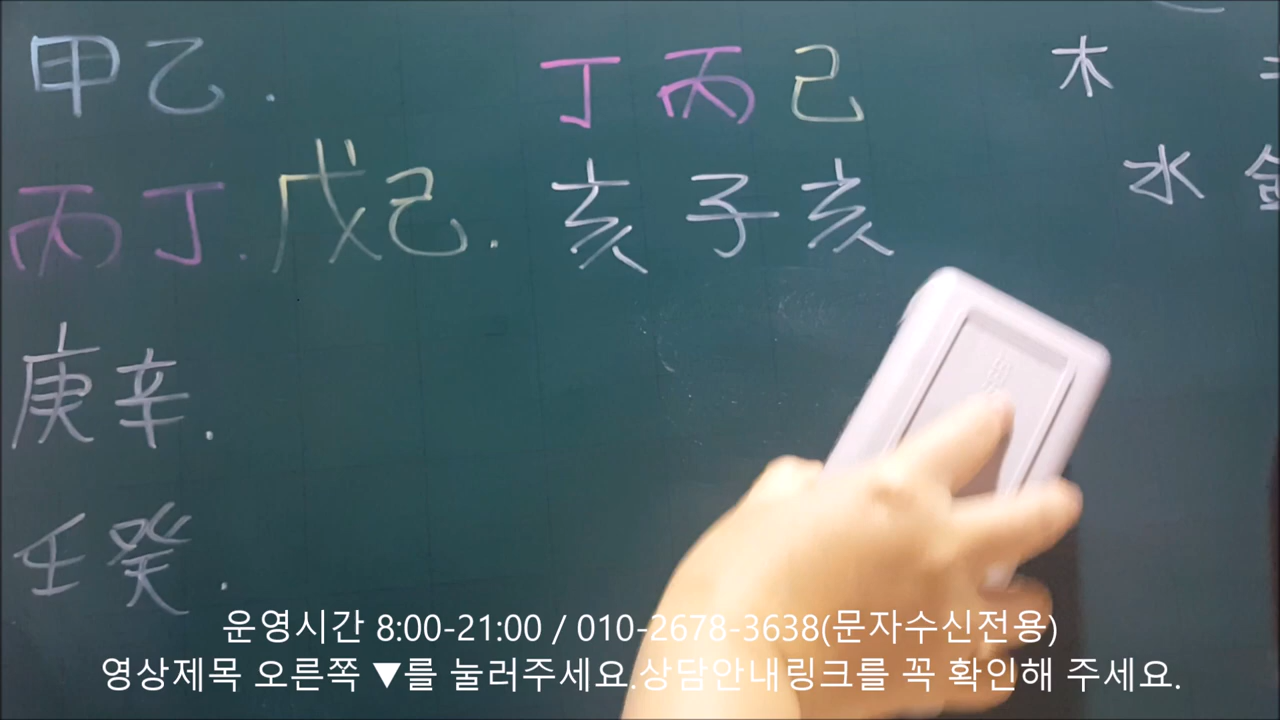 甲乙.
丙丁.戊己.
庚辛.
壬癸.
丁丙己
亥子亥
木
水
운영시간 8:00-21:00 / 010-2678-3638(문자수신전용)
영상제목 오른쪽 ▼를 눌러주세요.상담안내링크를 꼭 확인해 주세요.